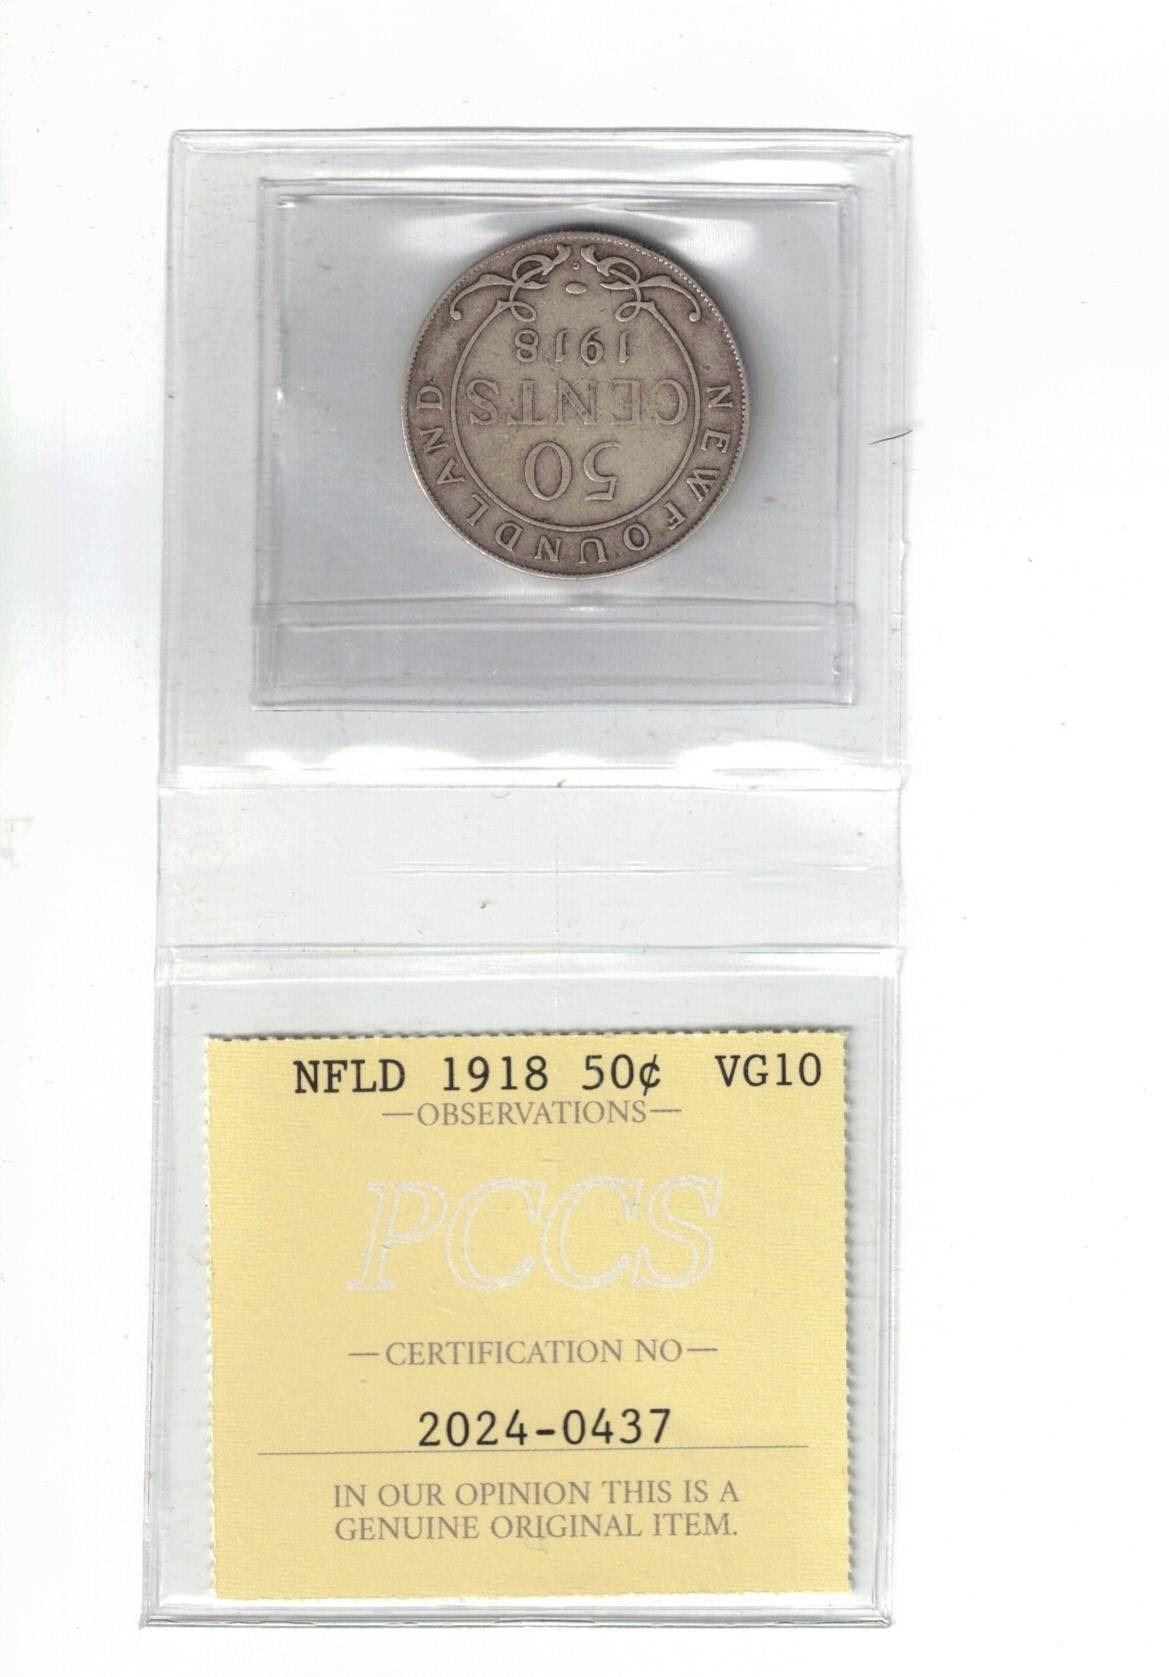 NEWFOUNDLAND
50
CENTS
1918
NFLD 1918 50¢ VG10
—OBSERVATIONS—
PCCS
—CERTIFICATION NO—
2024-0437
IN OUR OPINION THIS IS A
GENUINE ORIGINAL ITEM.